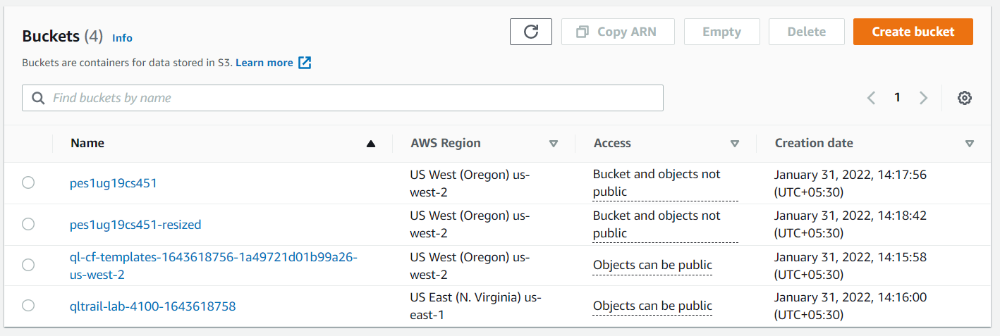 Buckets (4) Info
Copy ARN
Empty
Delete
Create bucket
Buckets are containers for data stored in S3. Learn more
Find buckets by name
1
Name
AWS Region
Access
Creation date
pes1ug19cs451
US West (Oregon) us-
west-2
Bucket and objects not
public
January 31, 2022, 14:17:56
(UTC+05:30)
pes1ug19cs451-resized
US West (Oregon) us-
west-2
Bucket and objects not
public
January 31, 2022, 14:18:42
(UTC+05:30)
ql-cf-templates-1643618756-1a49721d01b99a26-
us-west-2
US West (Oregon) us-
west-2
Objects can be public
January 31, 2022, 14:15:58
(UTC+05:30)
qltrail-lab-4100-1643618758
US East (N. Virginia) us-
east-1
Objects can be public
January 31, 2022, 14:16:00
(UTC+05:30)